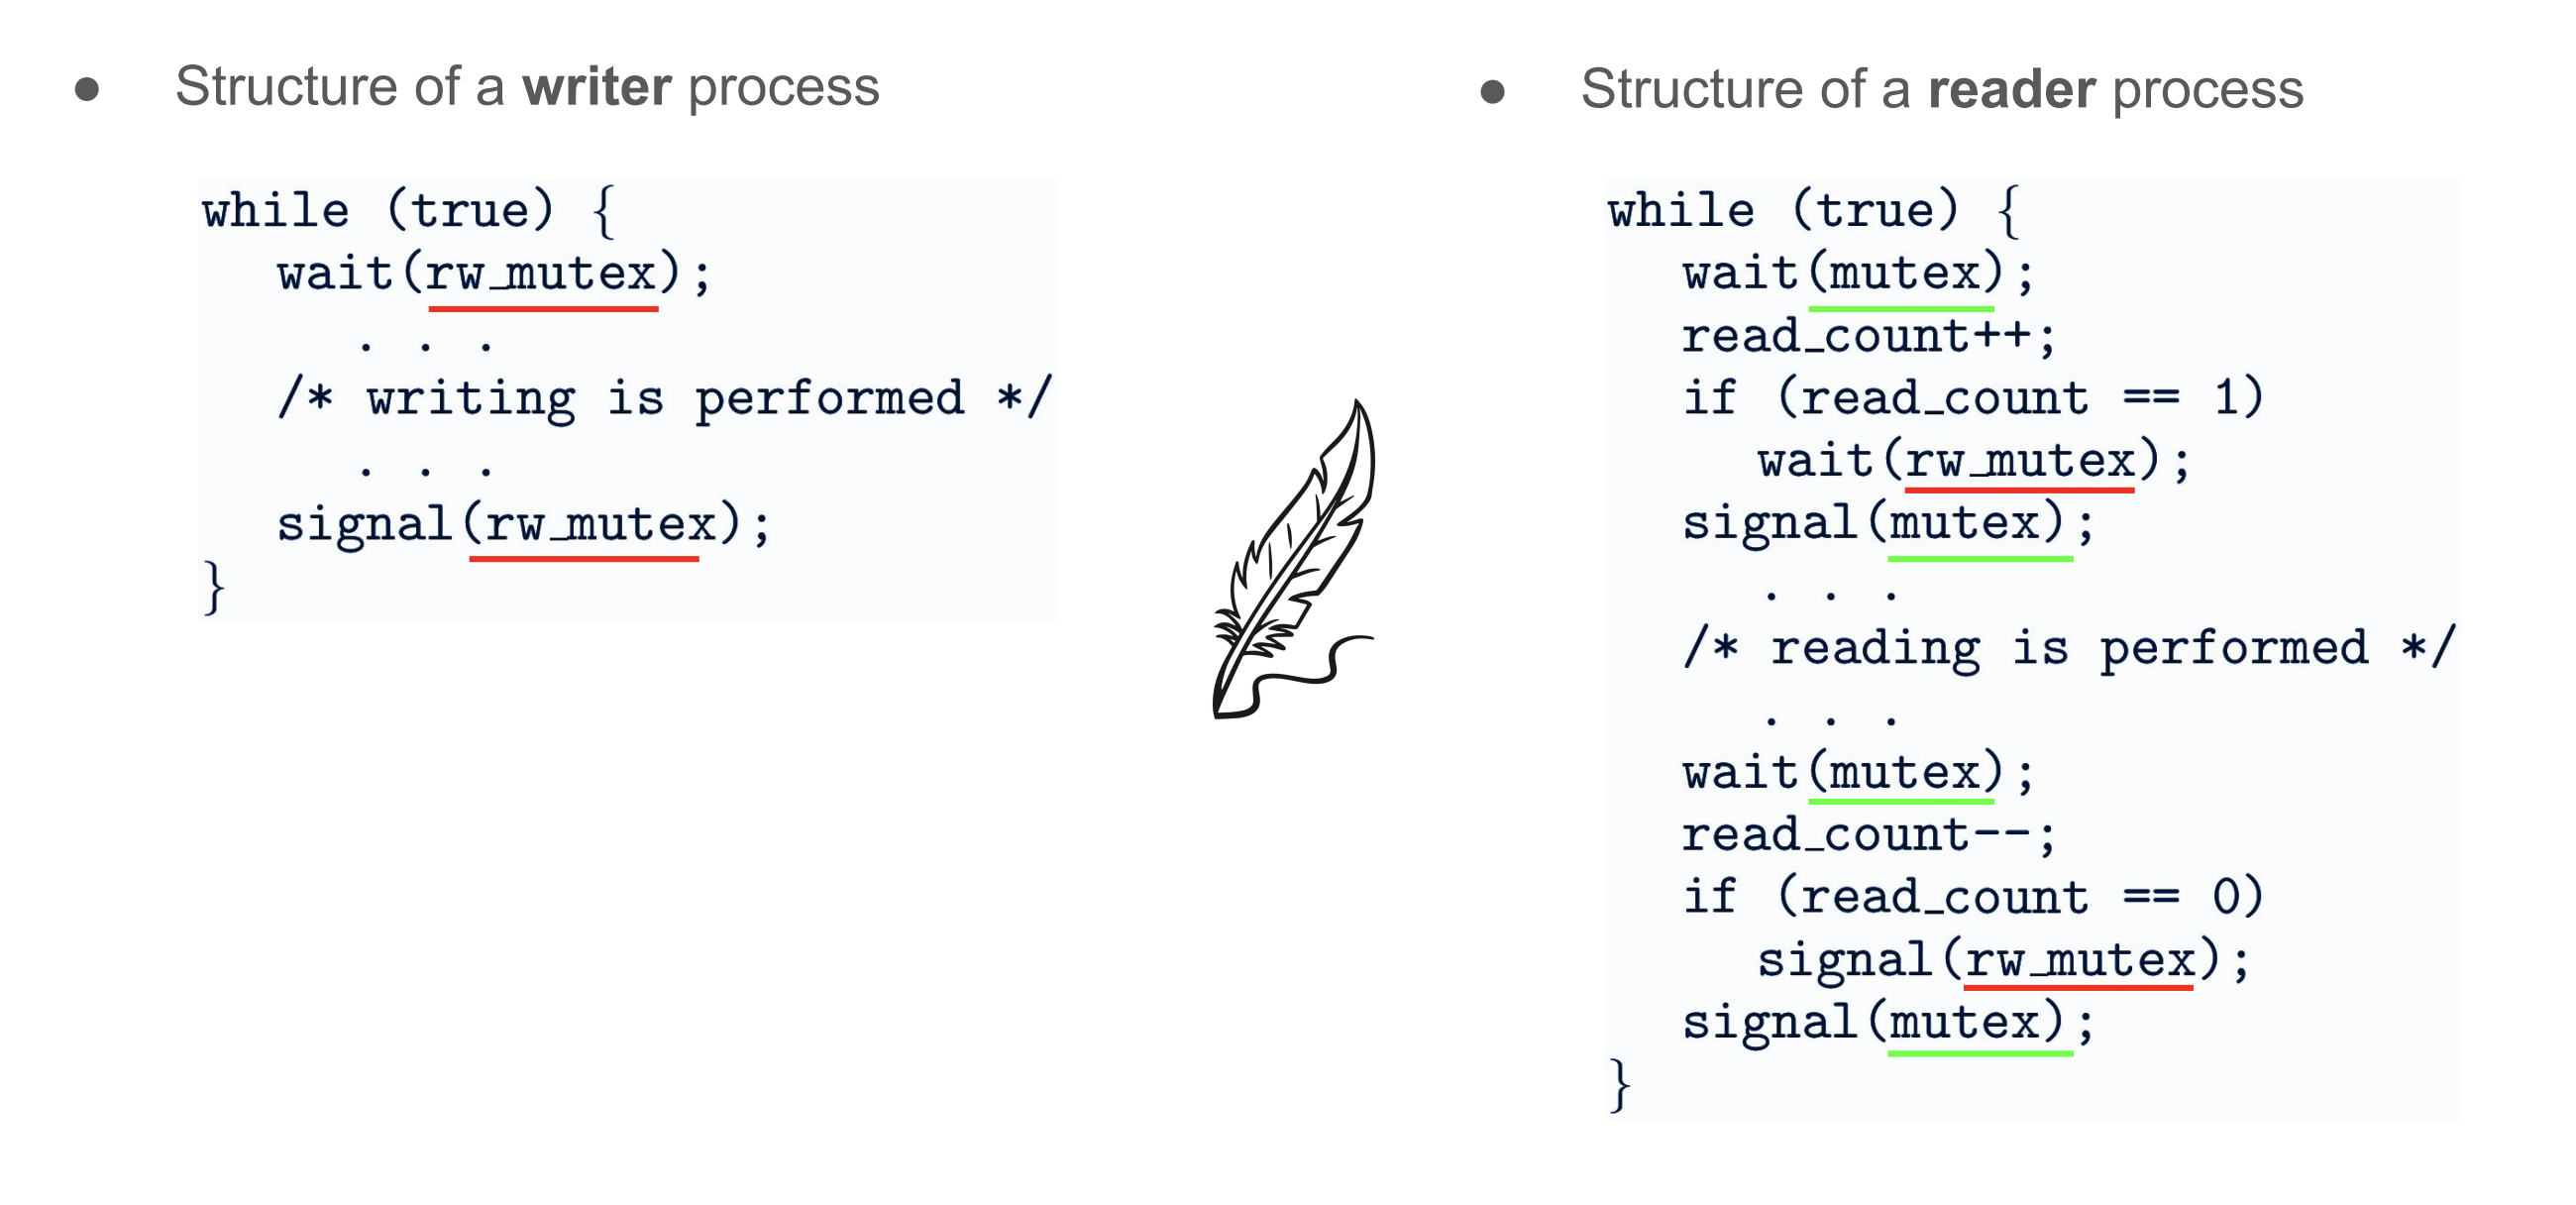 ● Structure of a writer process
while (true) {
wait(rw_mutex);
. . .
/* writing is performed */
. . .
signal(rw_mutex);
}
● Structure of a reader process
while (true) {
wait(mutex);
read_count++;
if (read_count == 1)
wait(rw_mutex);
signal(mutex);
. . .
/* reading is performed */
. . .
wait(mutex);
read_count--;
if (read_count == 0)
signal(rw_mutex);
signal(mutex);
}